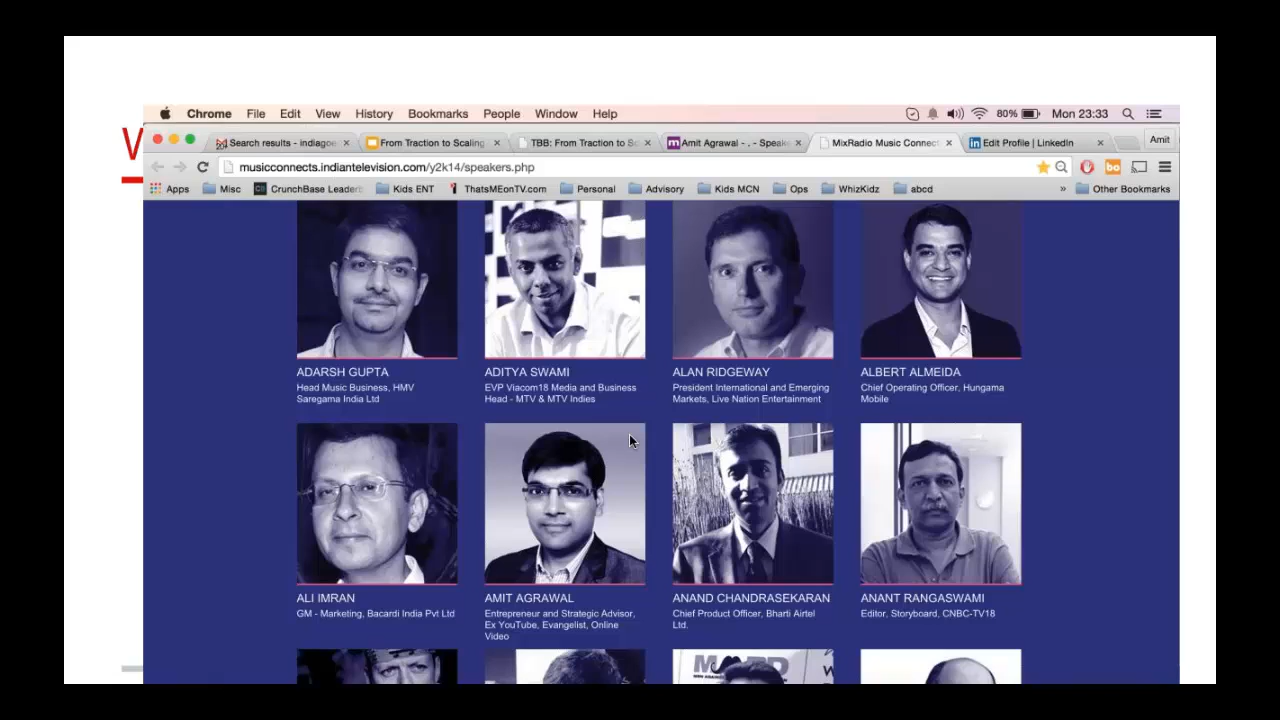 W
Chrome File Edit View History Bookmarks People Window Help 80% Mon 23:33
Search results - indiagoe From Traction to Scaling TBB: From Traction to Sc Amit Agrawal - . - Speake MixRadio Music Connect Edit Profile | LinkedIn Amit
musicconnects.indiantelevision.com/y2k14/speakers.php bo
Apps Misc CB CrunchBase Leader Kids ENT ThatsMEonTV.com Personal Advisory Kids MCN Ops WhizKidz abcd » Other Bookmarks
ADARSH GUPTA
Head Music Business, HMV
Saregama India Ltd
ADITYA SWAMI
EVP Viacom18 Media and Business
Head - MTV & MTV Indies
ALAN RIDGEWAY
President International and Emerging
Markets, Live Nation Entertainment
ALBERT ALMEIDA
Chief Operating Officer, Hungama
Mobile
ALI IMRAN
GM - Marketing, Bacardi India Pvt Ltd
AMIT AGRAWAL
Entrepreneur and Strategic Advisor,
Ex YouTube, Evangelist, Online
Video
ANAND CHANDRASEKARAN
Chief Product Officer, Bharti Airtel
Ltd.
ANANT RANGASWAMI
Editor, Storyboard, CNBC-TV18